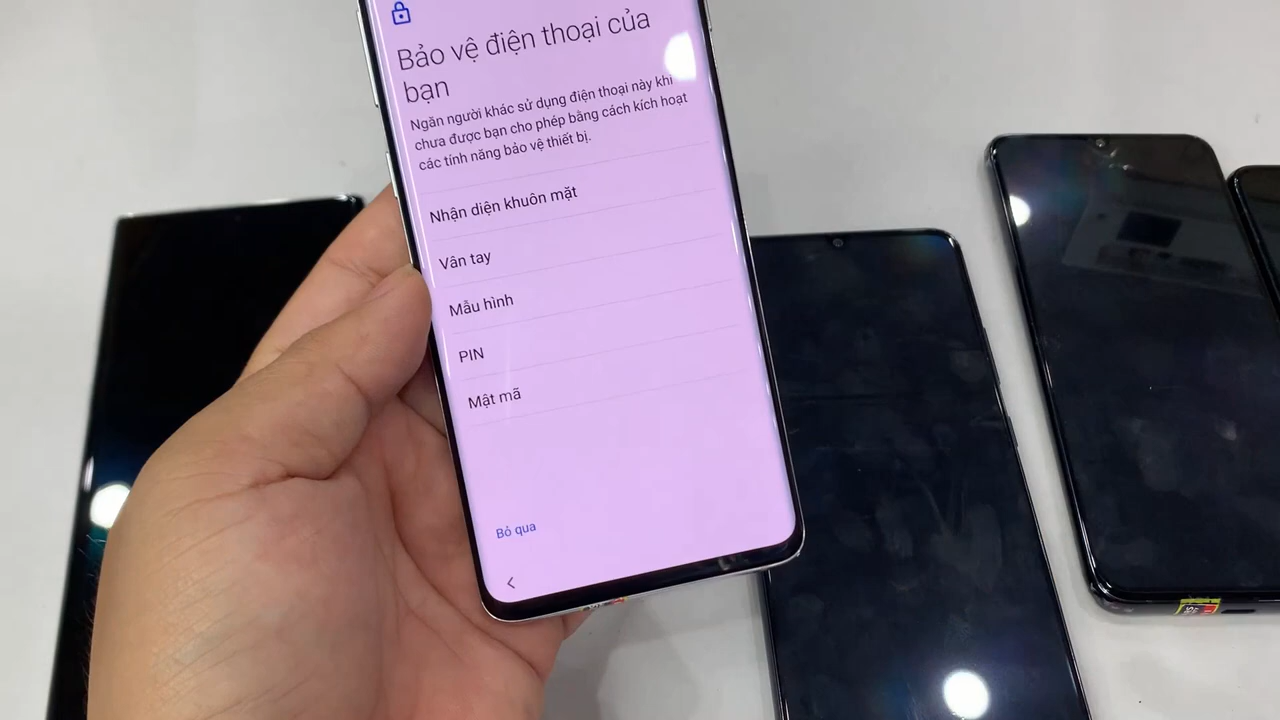 Bảo vệ điện thoại của
bạn
Ngăn người khác sử dụng điện thoại này khi
chưa được bạn cho phép bằng cách kích hoạt
các tính năng bảo vệ thiết bị.
Nhận diện khuôn mặt
Vân tay
Mẫu hình
PIN
Mật mã
Bỏ qua